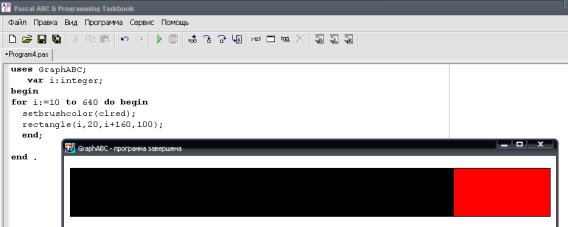 Pascal ABC & Programming Taskbook
Файл Правка Вид Программа Сервис Помощь
•Program4.pas
uses GraphABC;
var i:integer;
begin
for i:=10 to 640 do begin
setbrushcolor(clred);
rectangle(i,20,i+160,100);
end;
GraphABC - программа завершена
end .